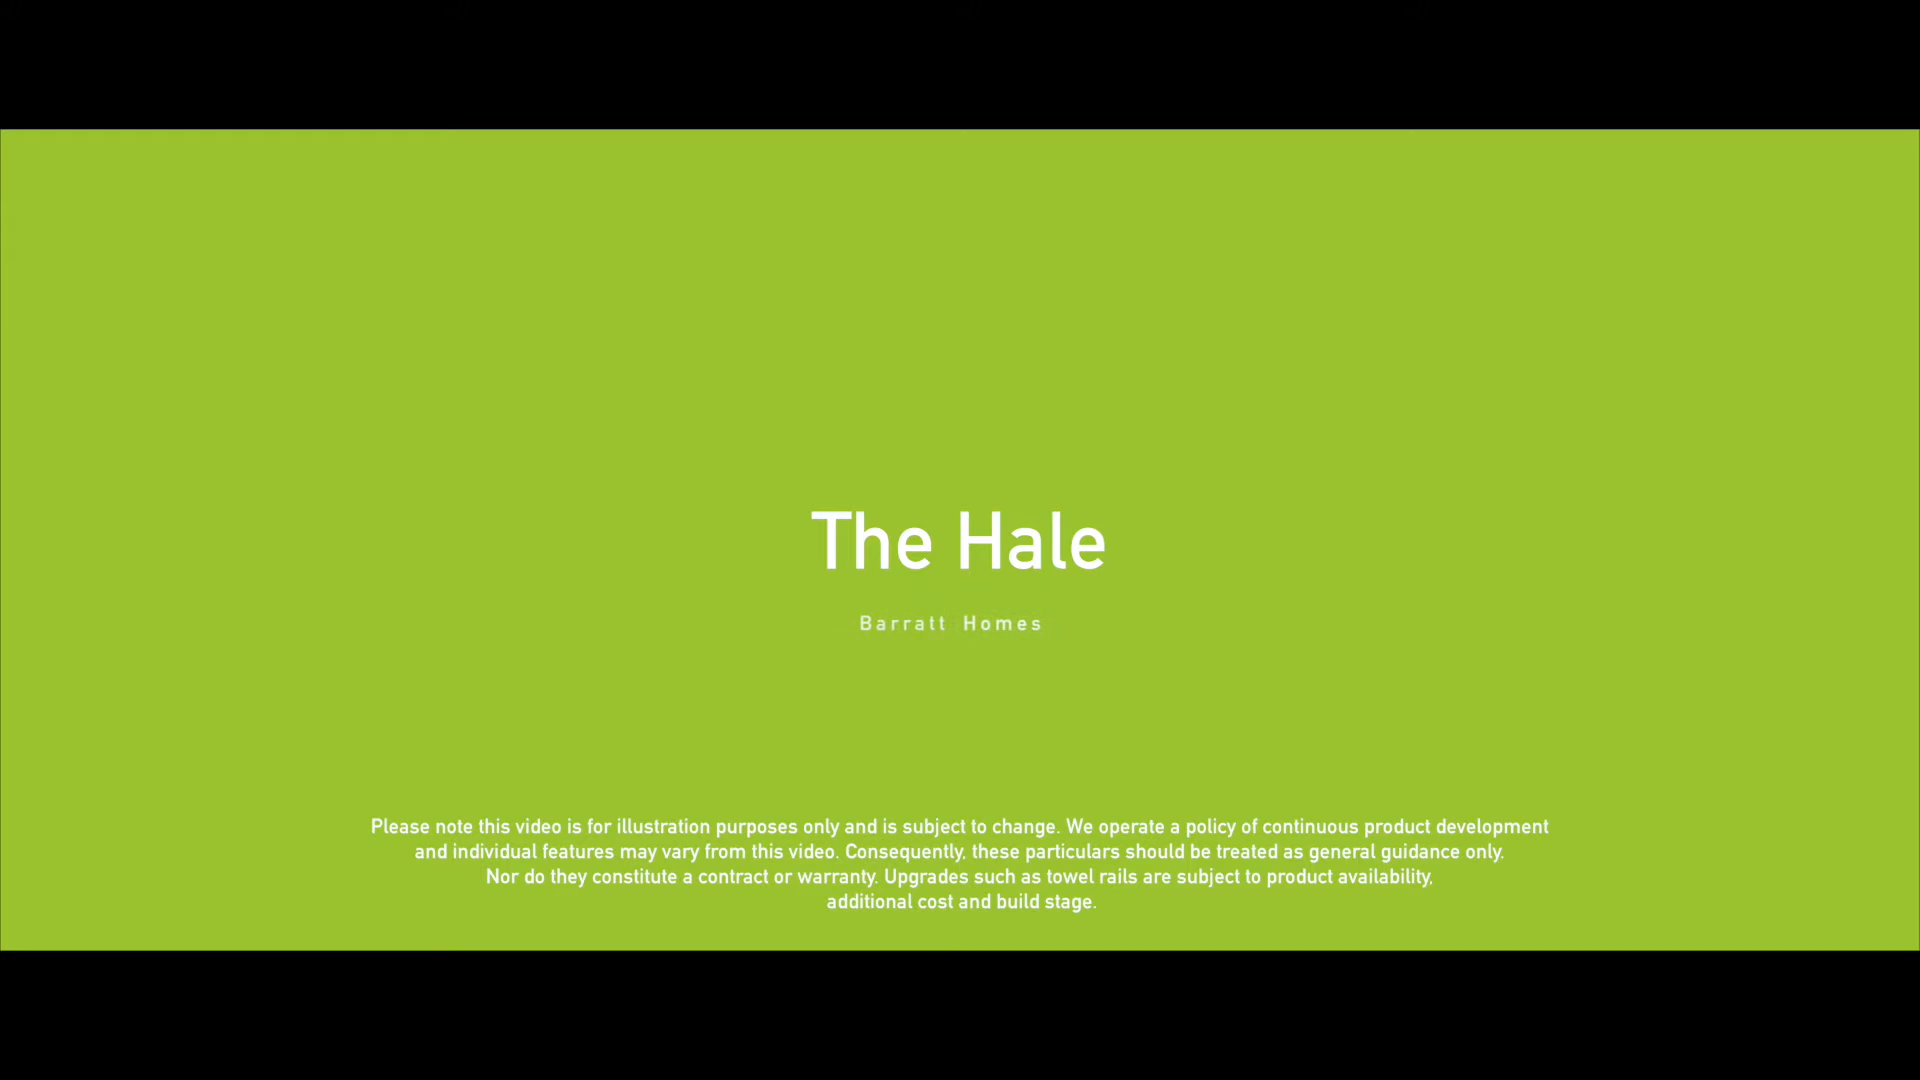 The Hale
Barratt Homes
Please note this video is for illustration purposes only and is subject to change. We operate a policy of continuous product development
and individual features may vary from this video. Consequently, these particulars should be treated as general guidance only.
Nor do they constitute a contract or warranty. Upgrades such as towel rails are subject to product availability,
additional cost and build stage.